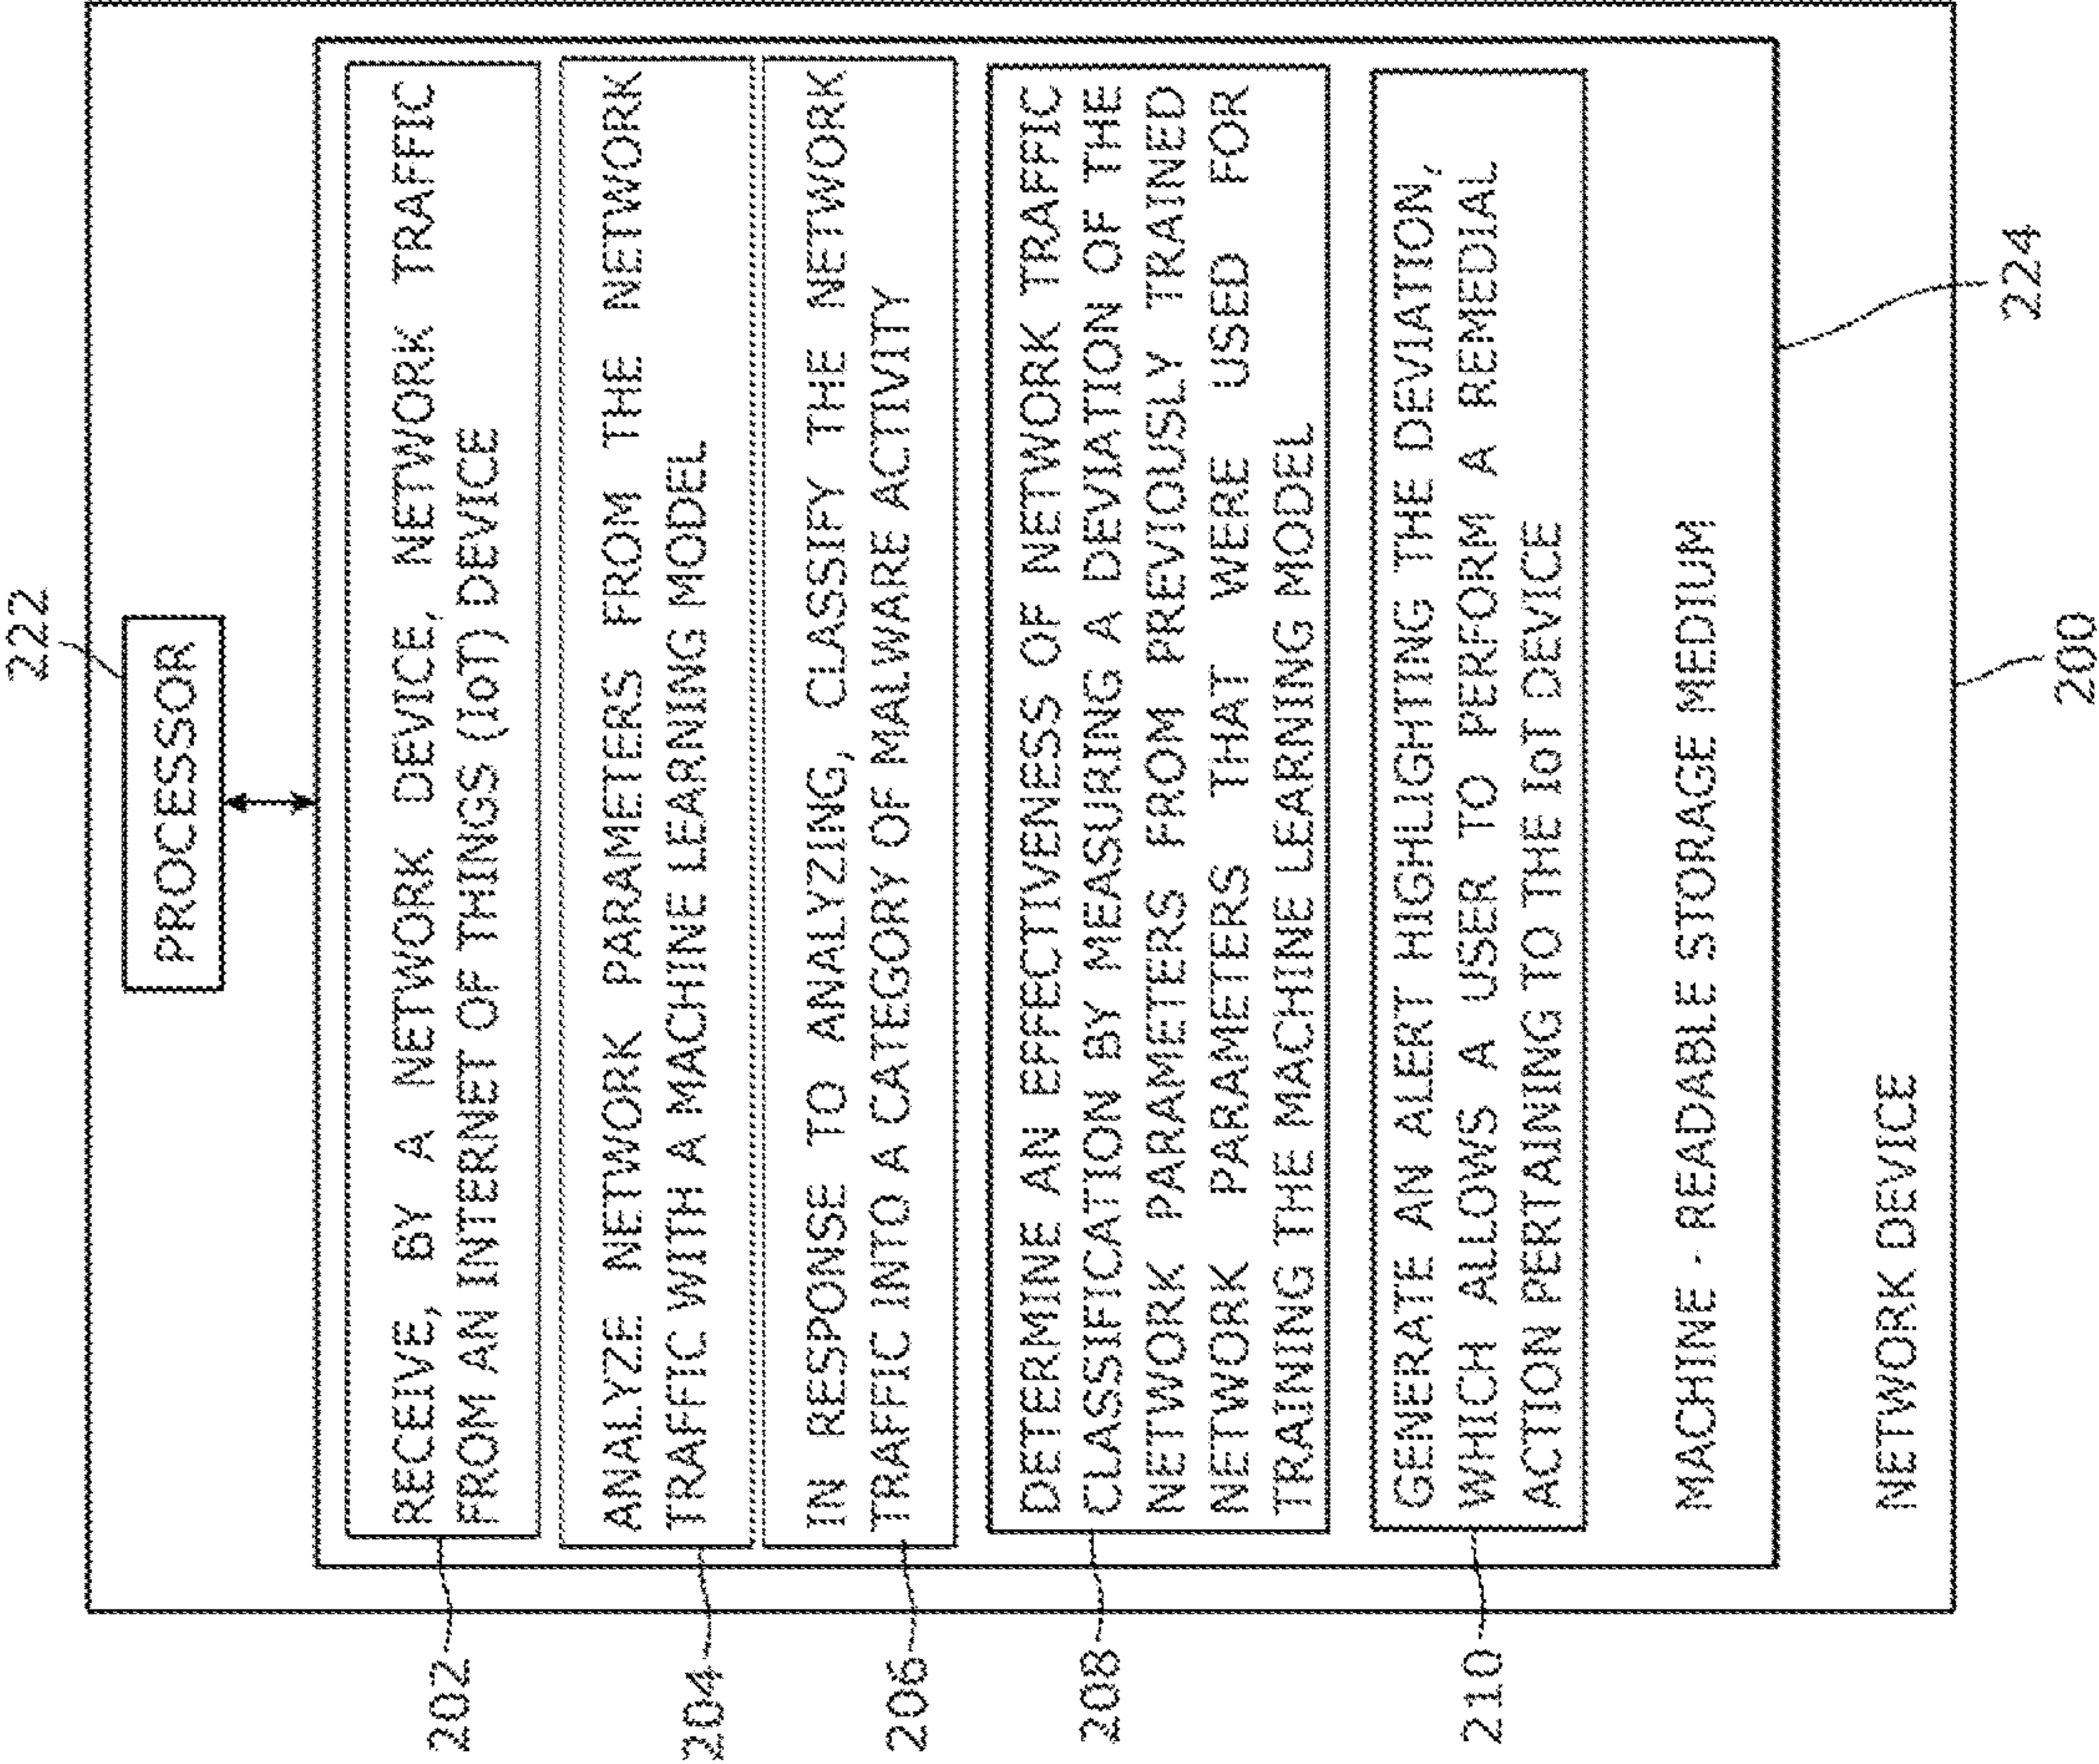 222
PROCESSOR
202
RECEIVE, BY A NETWORK DEVICE, NETWORK TRAFFIC
FROM AN INTERNET OF THINGS (IoT) DEVICE
204
ANALYZE NETWORK PARAMETERS FROM THE NETWORK
TRAFFIC WITH A MACHINE LEARNING MODEL
206
IN RESPONSE TO ANALYZING, CLASSIFY THE NETWORK
TRAFFIC INTO A CATEGORY OF MALWARE ACTIVITY
208
DETERMINE AN EFFECTIVENESS OF NETWORK TRAFFIC
CLASSIFICATION BY MEASURING A DEVIATION OF THE
NETWORK PARAMETERS FROM PREVIOUSLY TRAINED
NETWORK PARAMETERS THAT WERE USED FOR
TRAINING THE MACHINE LEARNING MODEL
210
GENERATE AN ALERT HIGHLIGHTING THE DEVIATION,
WHICH ALLOWS A USER TO PERFORM A REMEDIAL
ACTION PERTAINING TO THE IoT DEVICE
MACHINE - READABLE STORAGE MEDIUM
224
NETWORK DEVICE
200